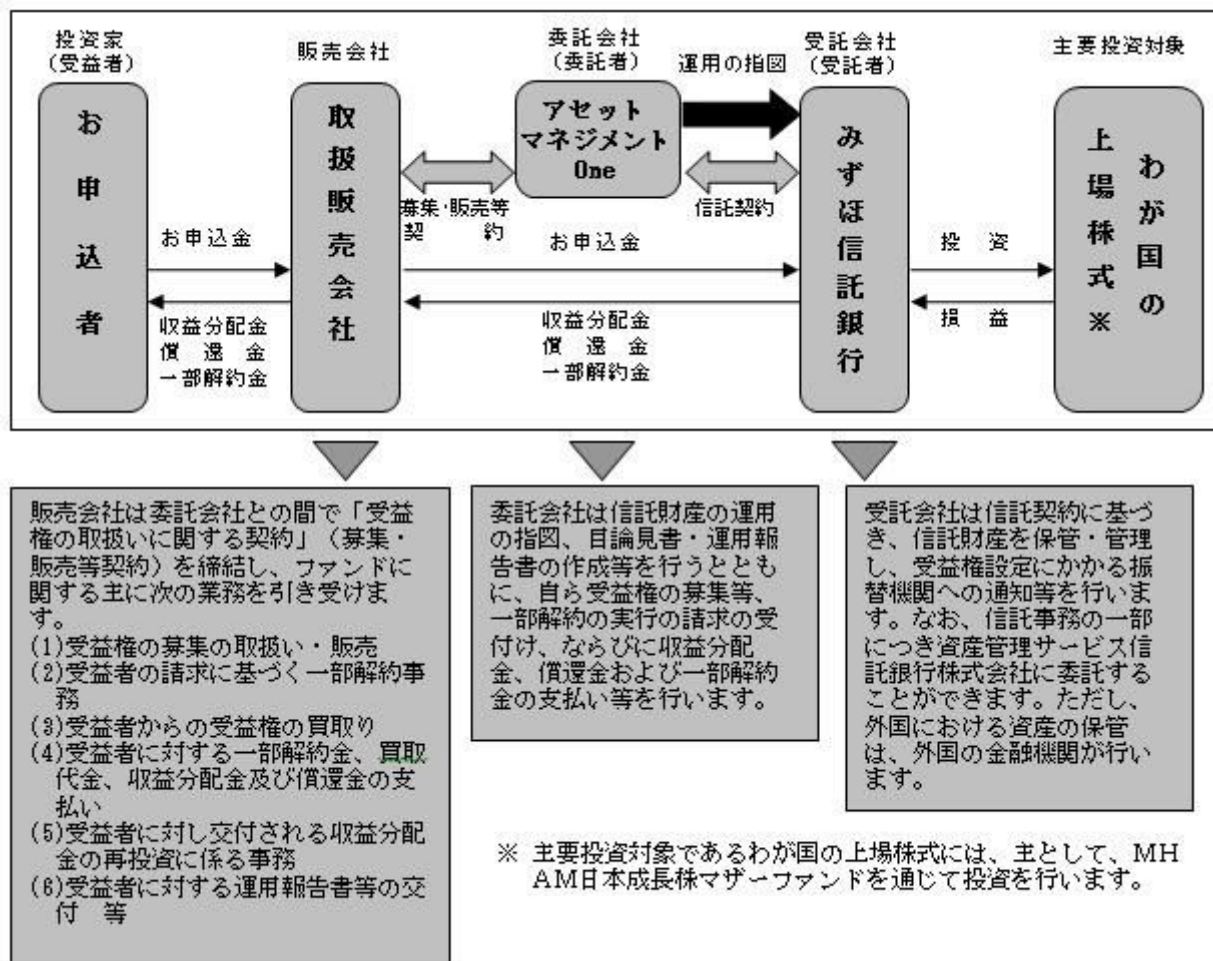 投資家
(受益者)
販売会社
委託会社
(委託者)
運用の指図
受託会社
(受託者)
主要投資対象
お申込者
取扱販売会社
アセット
マネジメント
One
みずほ信託銀行
わが国の
上場株式※
募集・販売等
契　　約
信託契約
お申込金
お申込金
投　資
収益分配金
償　還　金
一部解約金
収益分配金
償　還　金
一部解約金
損　益
販売会社は委託会社との間で「受益
権の取扱いに関する契約」（募集・
販売等契約）を締結し、ファンドに
関する主に次の業務を引き受けま
す。
(1)受益権の募集の取扱い・販売
(2)受益者の請求に基づく一部解約事
務
(3)受益者からの受益権の買取り
(4)受益者に対する一部解約金、買取
代金、収益分配金及び償還金の支
払い
(5)受益者に対し交付される収益分配
金の再投資に係る事務
(6)受益者に対する運用報告書等の交
付　等
委託会社は信託財産の運用
の指図、目論見書・運用報
告書の作成等を行うととも
に、自ら受益権の募集等、
一部解約の実行の請求の受
付け、ならびに収益分配
金、償還金および一部解約
金の支払い等を行います。
受託会社は信託契約に基づ
き、信託財産を保管・管理
し、受益権設定にかかる振
替機関への通知等を行いま
す。なお、信託事務の一部
につき資産管理サービス信
託銀行株式会社に委託する
ことができます。ただし、
外国における資産の保管
は、外国の金融機関が行い
ます。
※ 主要投資対象であるわが国の上場株式には、主として、MH
AM日本成長株マザーファンドを通じて投資を行います。